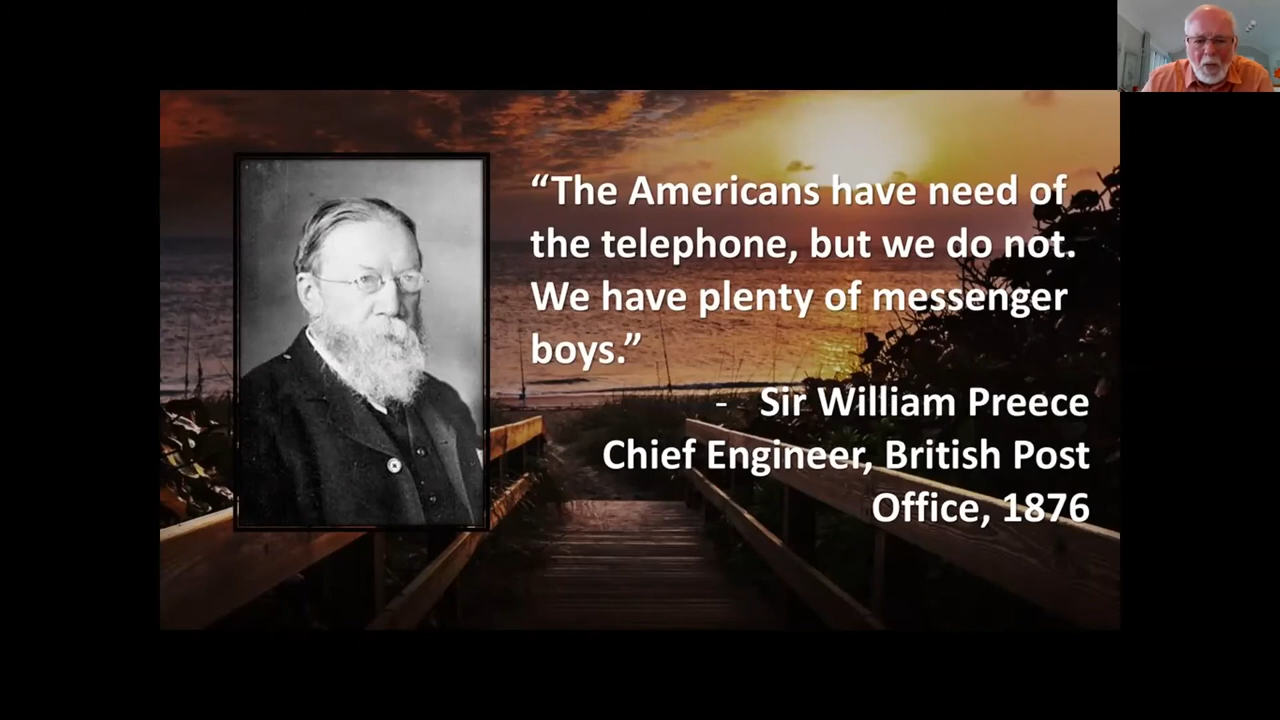 “The Americans have need of
the telephone, but we do not.
We have plenty of messenger
boys.”
- Sir William Preece
Chief Engineer, British Post
Office, 1876